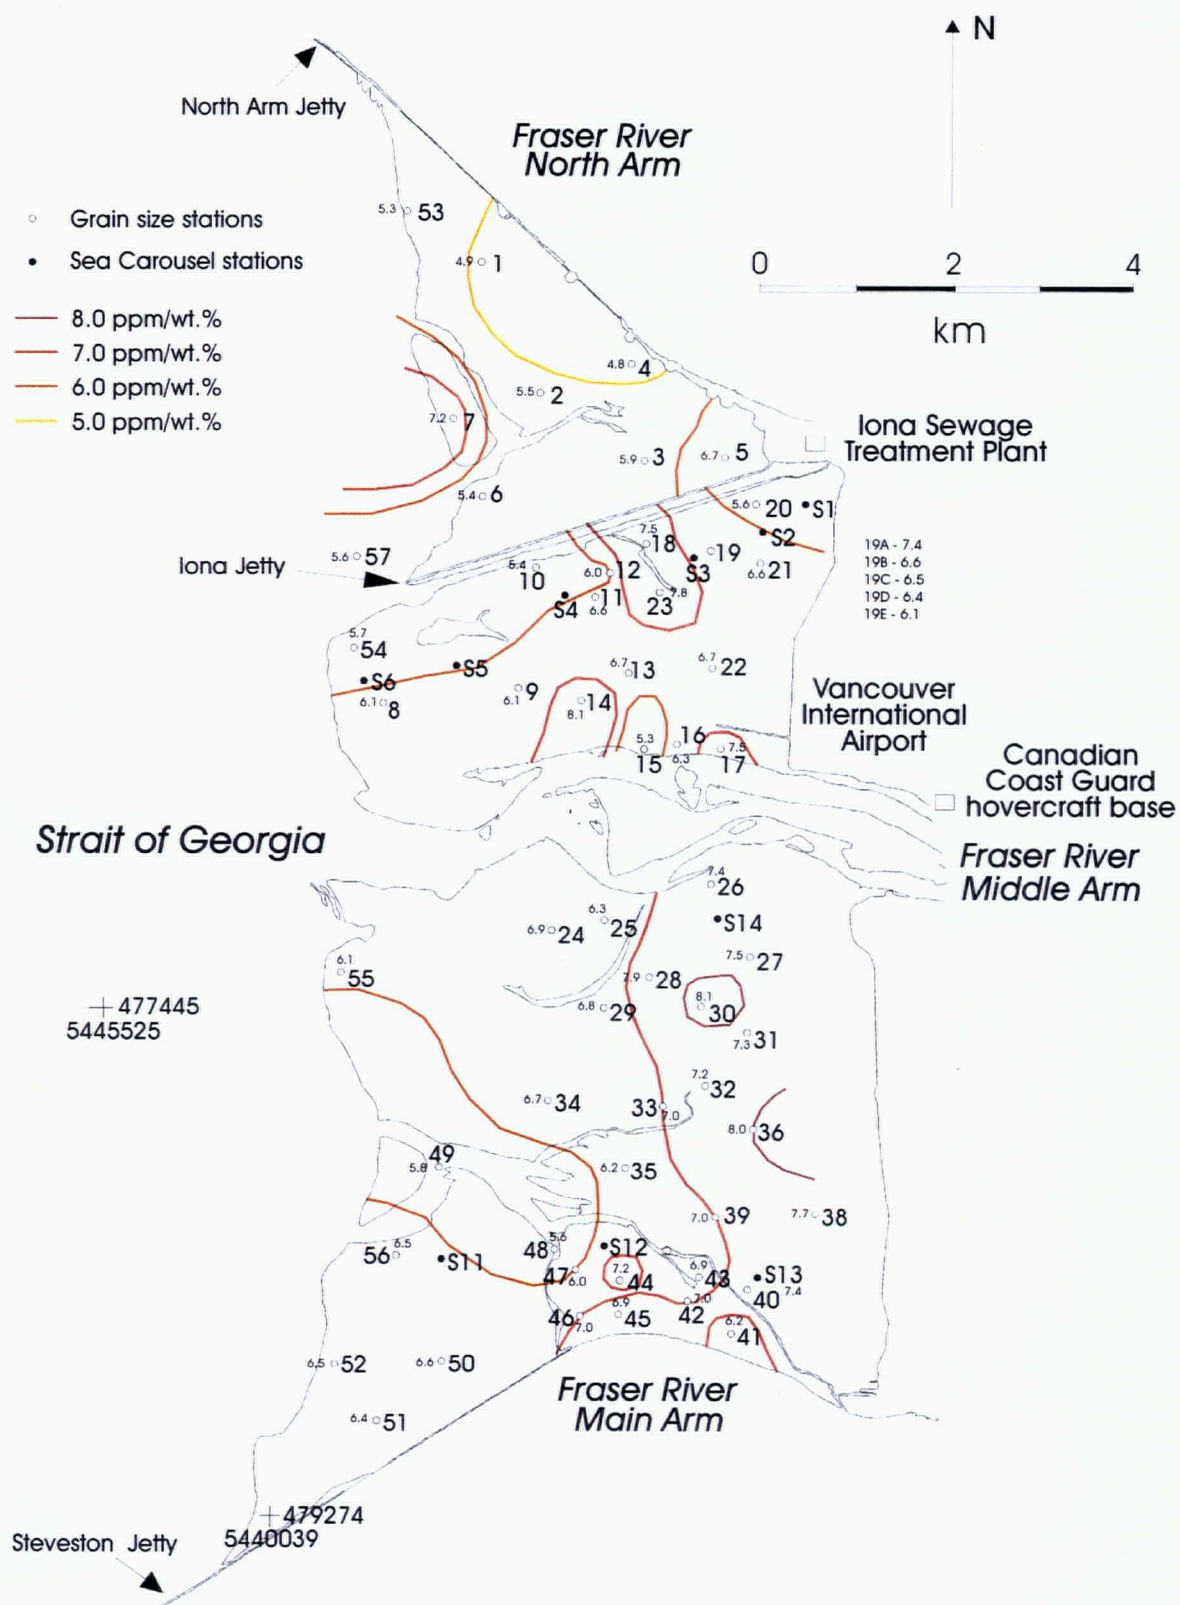 N
North Arm Jetty
Fraser River
North Arm
Grain size stations
Sea Carousel stations
8.0 ppm/wt.%
7.0 ppm/wt.%
6.0 ppm/wt.%
5.0 ppm/wt.%
0 2 4
km
5.3 53
4.9 1
4.8 4
5.5 2
7.2 7
5.9 3
6.7 5
5.4 6
Iona Sewage
Treatment Plant
5.6 20
S1
S2
7.5
18
19
S3
6.6 21
19A - 7.4
19B - 6.6
19C - 6.5
19D - 6.4
19E - 6.1
5.6 57
Iona Jetty
5.4
10
6.0 12
11
6.6
S4
23
7.8
5.7
54
S5
S6
6.1 8
6.1 9
6.7 13
6.7
22
14
8.1
5.3
15
16
6.3
7.5
17
Vancouver
International
Airport
Canadian
Coast Guard
hovercraft base
Strait of Georgia
Fraser River
Middle Arm
7.4
26
S14
6.9 24
6.3
25
7.5 27
6.1
55
7.9 28
8.1
30
6.8 29
7.3 31
477445
5445525
7.2
32
6.7 34
33
7.0
8.0 36
49
5.8
6.2 35
7.0 39
7.7 38
6.5
56
S11
5.6
48
S12
47
6.0
7.2
44
6.9
43
S13
40 7.4
46
7.0
6.9
45
7.0
42
6.2
41
6.5 52
6.6 50
6.4 51
Fraser River
Main Arm
479274
5440039
Steveston Jetty